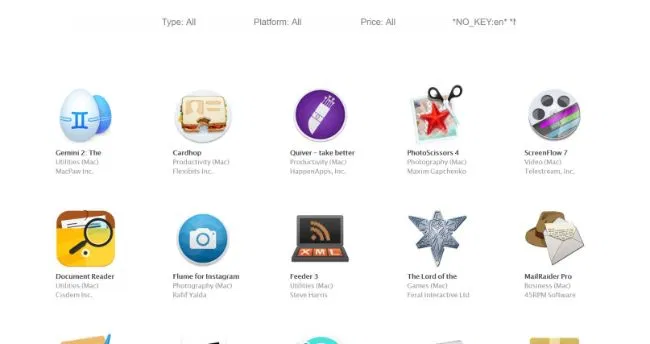 Type: All Platform: All Price: All *NO_KEY:en* *N
Gemini 2: The Cardhop Quiver – take better PhotoScissors 4 ScreenFlow 7
Utilities (Mac) Productivity (Mac) Productivity (Mac) Photography (Mac) Video (Mac)
MacPaw Inc. Flexibits Inc. HappenApps, Inc. Maxim Gapchenko Telestream, Inc.
XML
Document Reader Flume for Instagram Feeder 3 The Lord of the MailRaider Pro
Utilities (Mac) Photography (Mac) Utilities (Mac) Games (Mac) Business (Mac)
Cisdem Inc. Rafif Yalda Steve Harris Feral Interactive Ltd 45RPM Software